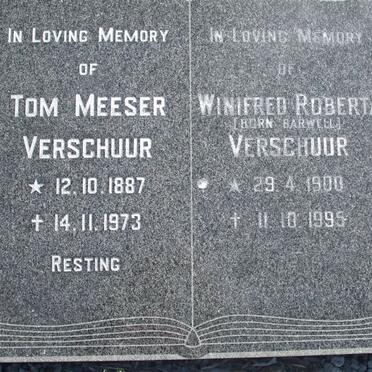 In Loving Memory
of
Tom Meeser
Verschuur
★ 12.10.1887
✝ 14.11.1973
Resting
In Loving Memory
of
Winifred Roberta
[born Barwell]
Verschuur
★ 29.4.1900
✝ 11.10.1995